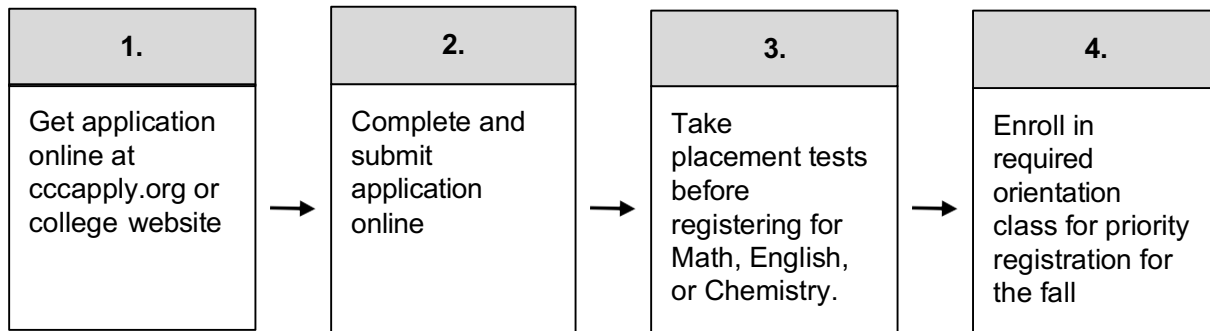 1.
Get application
online at
cccapply.org or
college website
2.
Complete and
submit
application
online
3.
Take
placement tests
before
registering for
Math, English,
or Chemistry.
4.
Enroll in
required
orientation
class for priority
registration for
the fall